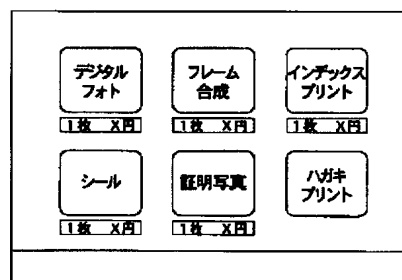 デジタル
フォト
1枚 X円
フレーム
合成
1枚 X円
インデックス
プリント
1枚 X円
シール
1枚 X円
証明写真
1枚 X円
ハガキ
プリント